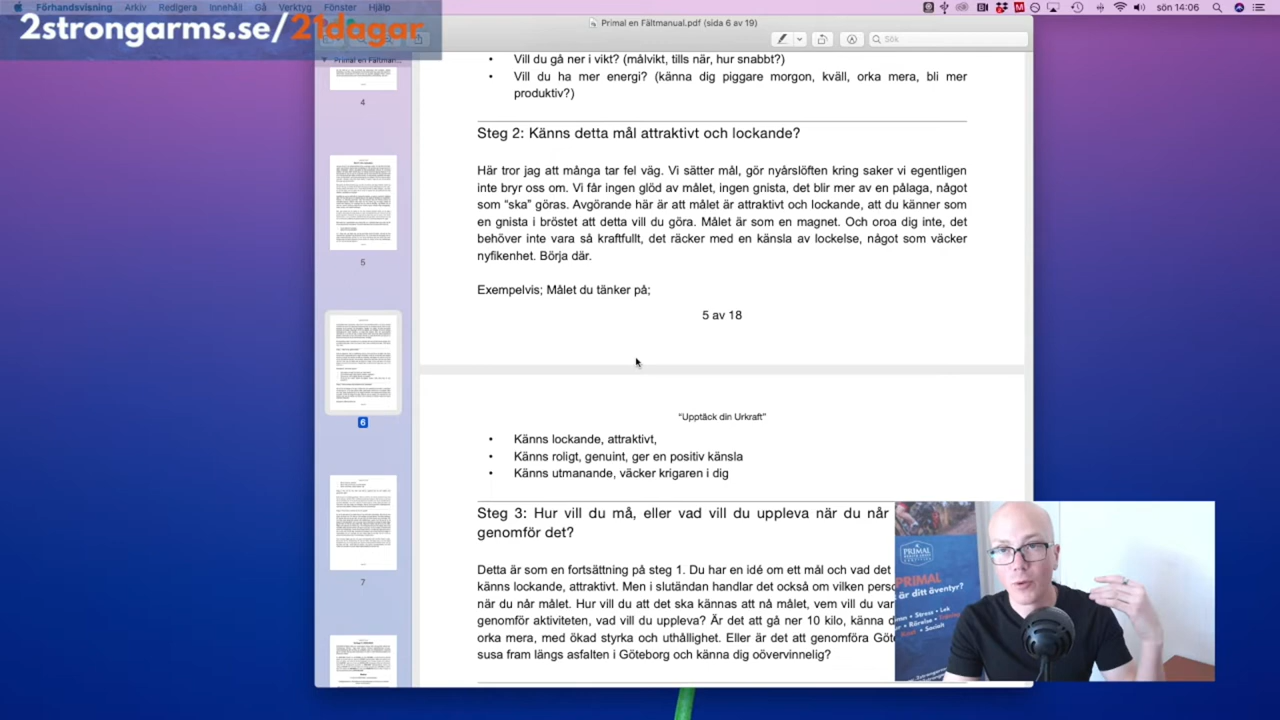 Förhandsvisning Arkiv Redigera Innehåll Gå Verktyg Fönster Hjälp
sön 14:06
2strongarms.se/21dagar
Primal en Fältmanual.pdf (sida 6 av 19)
Sök
Primal en Fältman...
4
5
6
7
Vill du gå ner i vikt? (målvikt, tills när, hur snabbt?)
ha mer energi? (känna dig piggare morgon, kväll, orka mera, bli mer
produktiv?)
Steg 2: Känns detta mål attraktivt och lockande?
Här tror jag att många tar fel väg. Vi sätter mål, gör nyårslöften kring saker vi egentligen
inte bryr oss om. Vi får ingen glöd av målet, ingen gnista, det blir mer av en pålaga, något
som "ska" göras. Avgörande här är att målet är attraktivt och lockande, att du känner som
en gravitation mot att detta vill du göra. Målet är som en magnet. Och oroa dig inte, det
behöver inte vara så kraftfullt, det räcker med en känsla av lockelse, något som väcker
nyfikenhet. Börja där.
Exempelvis; Målet du tänker på;
5 av 18
“Upptäck din Urkraft”
• Känns lockande, attraktivt,
• Känns roligt, genuint, ger en positiv känsla
• Känns utmanande, väcker krigaren i dig
Steg Hur vill du må, eller vad vill du uppleva när du når
Detta är som en fortsättning på steg 1. Du har en idé om ett mål och vad det
känns lockande, attraktivt. Men i slutändan handlar det också om vilken
när du når målet. Hur vill du att det ska kännas att nå målet, vem vill du
genomför aktiviteten, vad vill du uppleva? Är det att gå ner 10 kilo, känna
orka mera, med ökad styrka och uthållighet. Eller är det att genomföra
susa fram på asfalten i Göteborg och känna dig oövervinnelig?
PRIMAL
PRIMAL
är ditt äventyr?